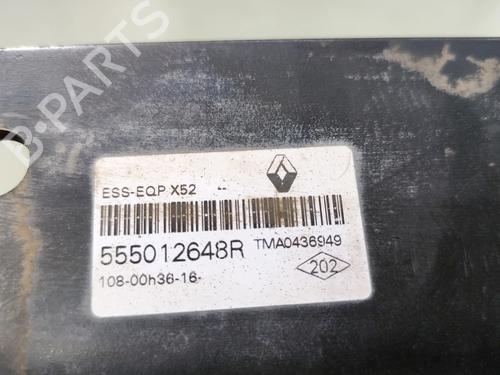 ESS-EQP X52 --
555012648R TMA0436949
108-00h36-16-
202
B-PARTS